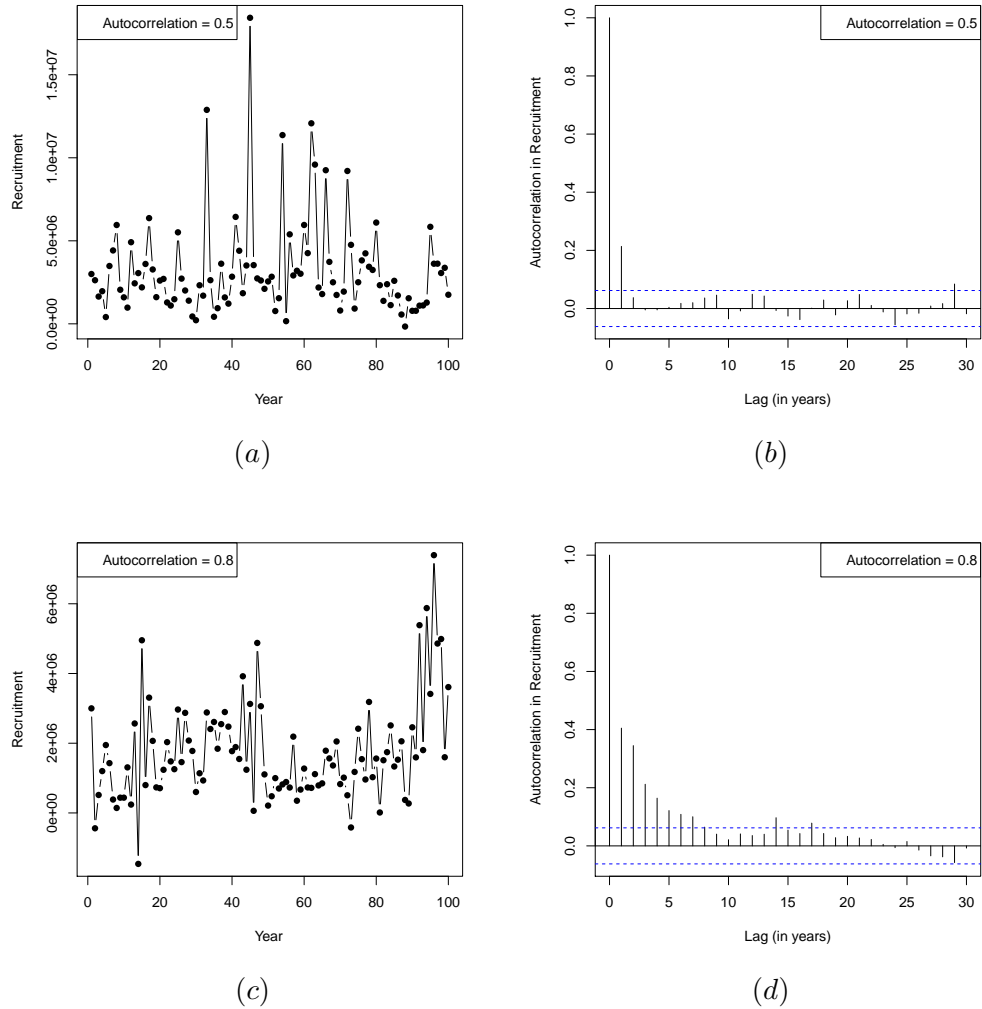 Autocorrelation = 0.5
Recruitment
0.0e+00 5.0e+06 1.0e+07 1.5e+07
0 20 40 60 80 100
Year
(a)
Autocorrelation = 0.5
Autocorrelation in Recruitment
0.0 0.2 0.4 0.6 0.8 1.0
0 5 10 15 20 25 30
Lag (in years)
(b)
Autocorrelation = 0.8
Recruitment
0e+00 2e+06 4e+06 6e+06
0 20 40 60 80 100
Year
(c)
Autocorrelation = 0.8
Autocorrelation in Recruitment
0.0 0.2 0.4 0.6 0.8 1.0
0 5 10 15 20 25 30
Lag (in years)
(d)